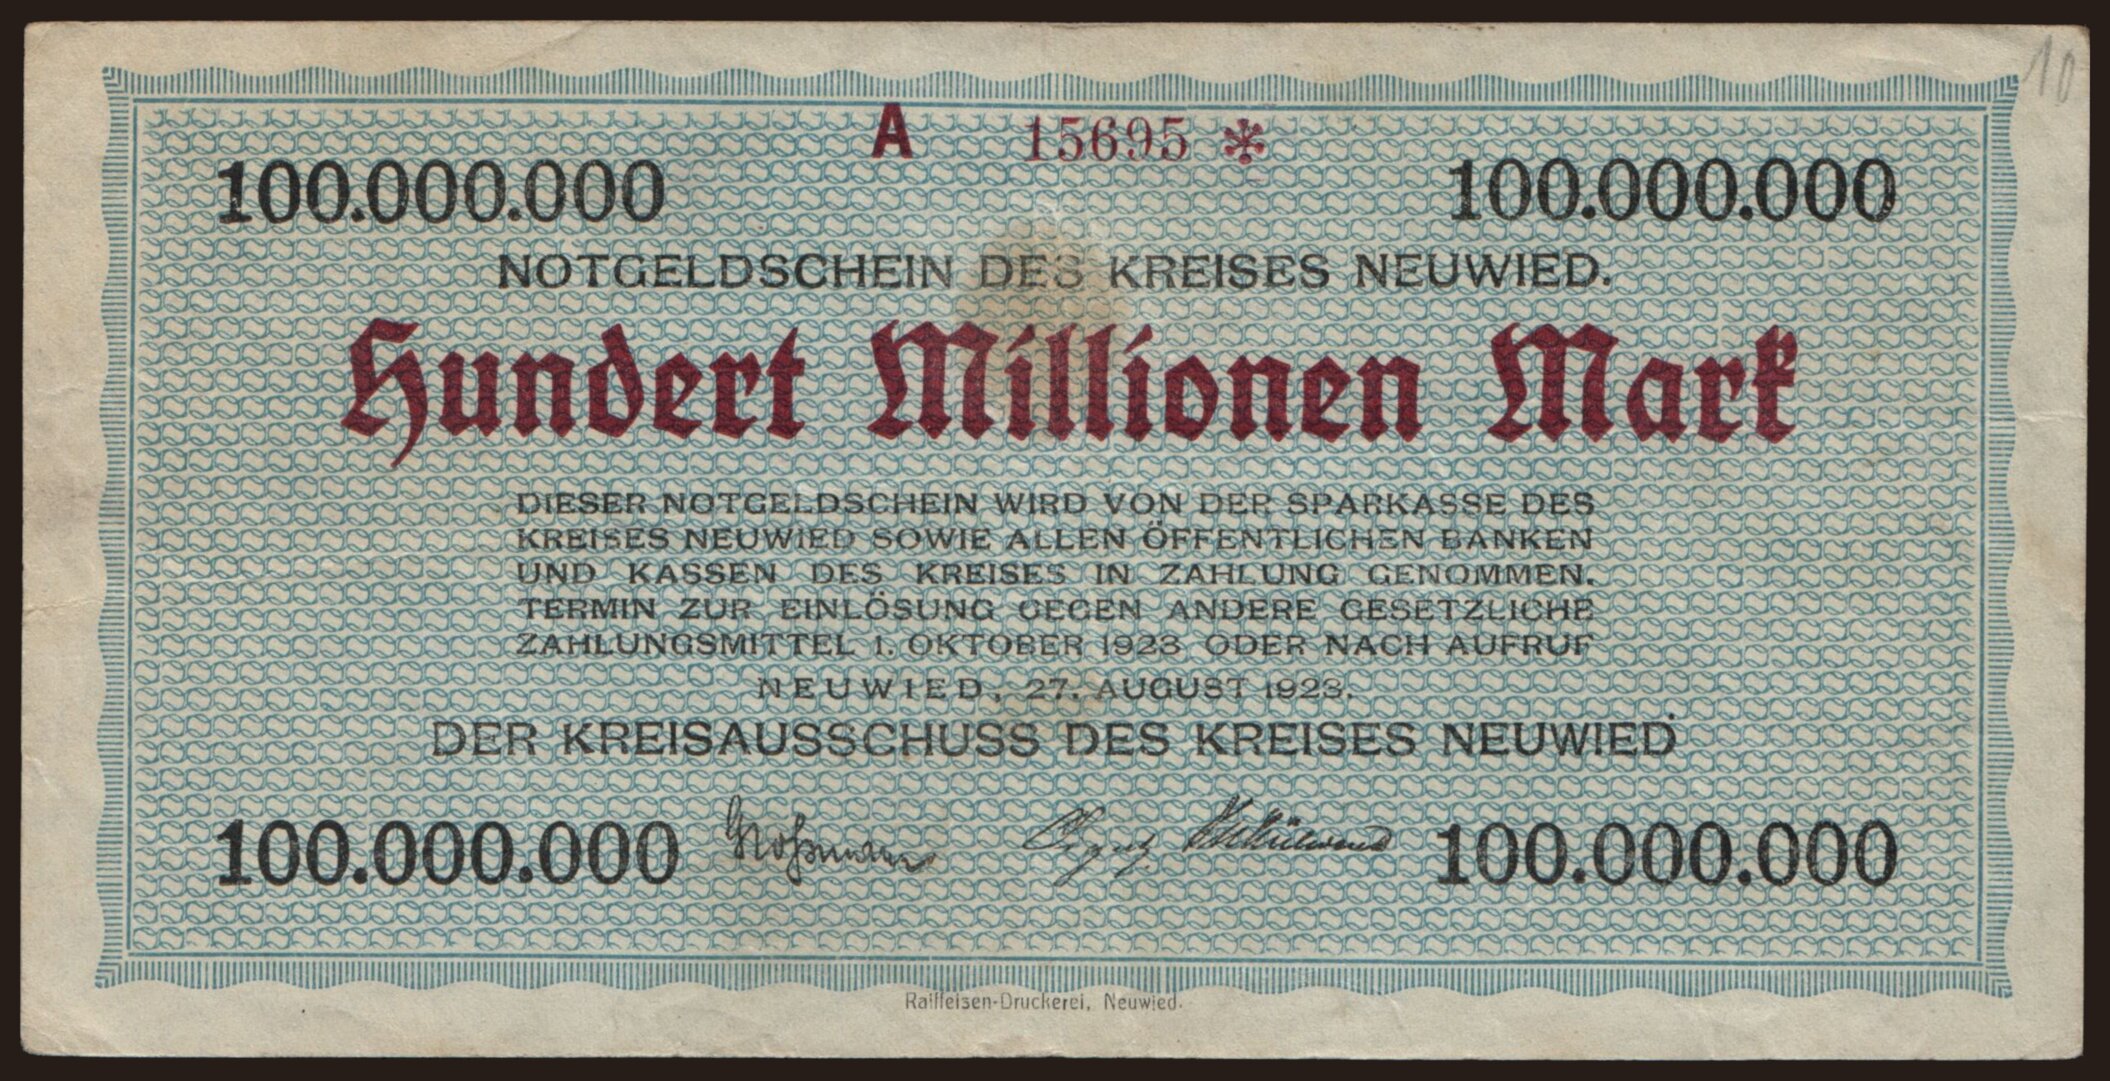 10
A 15695 *
100.000.000 100.000.000
NOTGELDSCHEIN DES KREISES NEUWIED.
Hundert Millionen Mark
DIESER NOTGELDSCHEIN WIRD VON DER SPARKASSE DES
KREISES NEUWIED SOWIE ALLEN ÖFFENTLICHEN BANKEN
UND KASSEN DES KREISES IN ZAHLUNG GENOMMEN.
TERMIN ZUR EINLÖSUNG GEGEN ANDERE GESETZLICHE
ZAHLUNGSMITTEL 1. OKTOBER 1923 ODER NACH AUFRUF
NEUWIED, 27. AUGUST 1923.
DER KREISAUSSCHUSS DES KREISES NEUWIED
100.000.000 100.000.000
Raiffeisen-Druckerei, Neuwied.